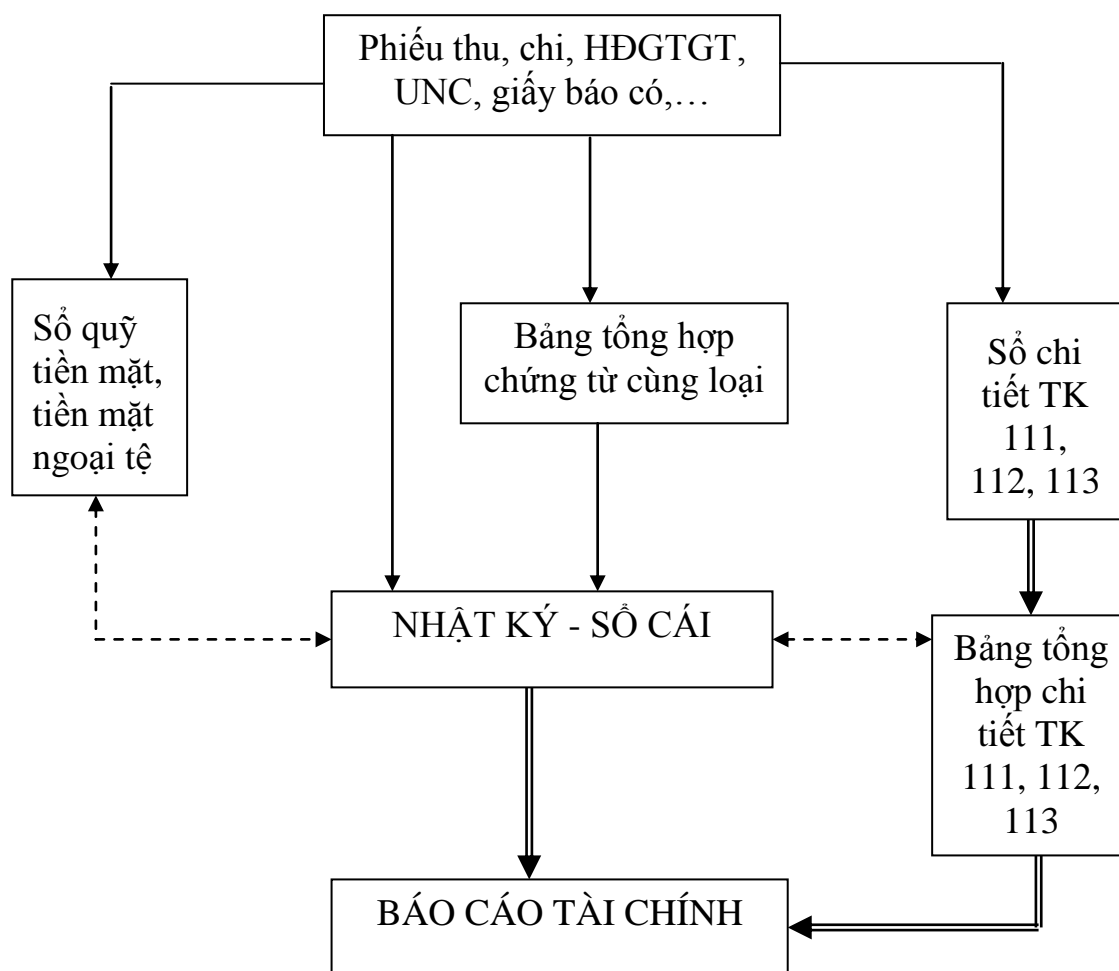 Phiếu thu, chi, HĐGTGT,
UNC, giấy báo có,…
Sổ quỹ
tiền mặt,
tiền mặt
ngoại tệ
Bảng tổng hợp
chứng từ cùng loại
Sổ chi
tiết TK
111,
112, 113
NHẬT KÝ - SỔ CÁI
Bảng tổng
hợp chi
tiết TK
111, 112,
113
BÁO CÁO TÀI CHÍNH